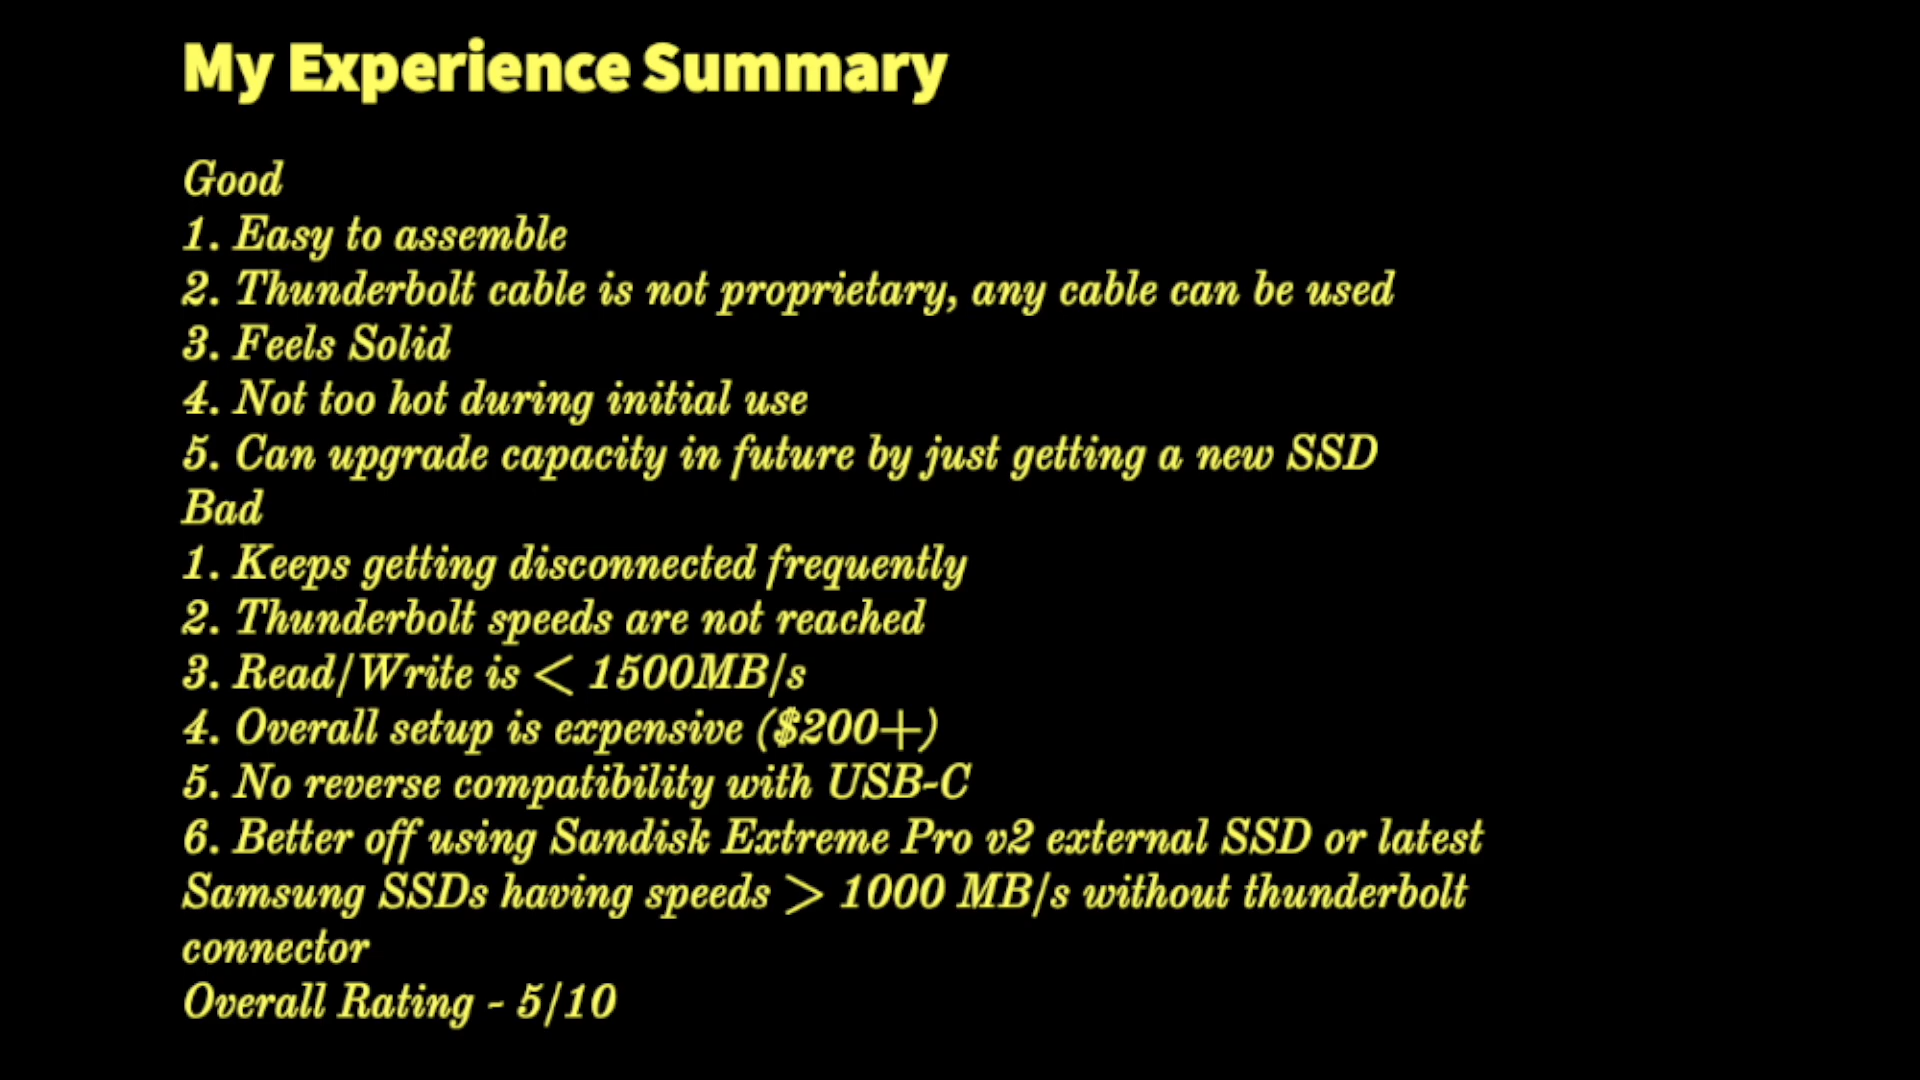 My Experience Summary
Good
1. Easy to assemble
2. Thunderbolt cable is not proprietary, any cable can be used
3. Feels Solid
4. Not too hot during initial use
5. Can upgrade capacity in future by just getting a new SSD
Bad
1. Keeps getting disconnected frequently
2. Thunderbolt speeds are not reached
3. Read/Write is < 1500MB/s
4. Overall setup is expensive ($200+)
5. No reverse compatibility with USB-C
6. Better off using Sandisk Extreme Pro v2 external SSD or latest
Samsung SSDs having speeds > 1000 MB/s without thunderbolt
connector
Overall Rating - 5/10